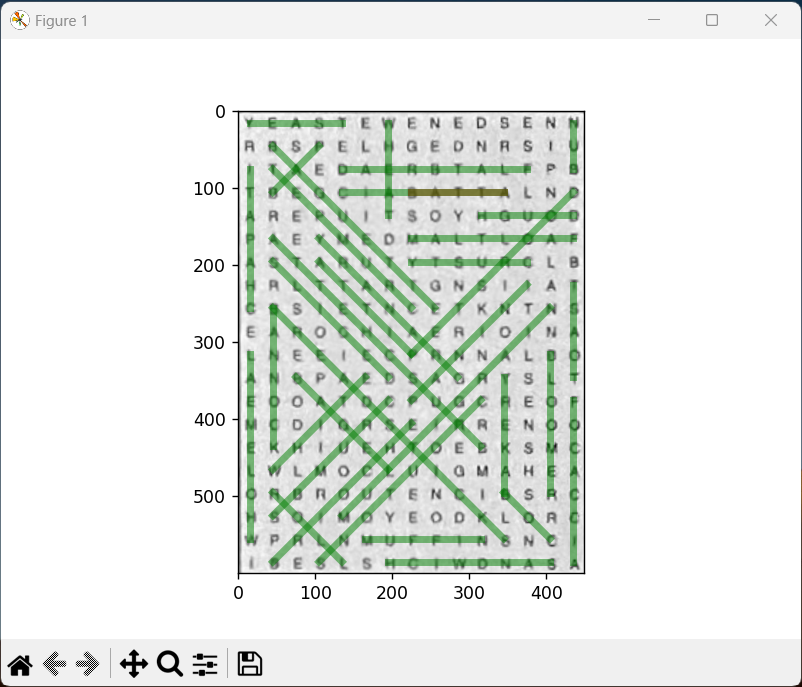 Figure 1
0
Y E A S T E W E N E D S E N N
R B S P E L H G E D N R S I U
I T A E D A E R B T A L F P B
100
T B E G C I A B A T T A L N D
A R E P U I T S O Y H G U O D
P A E Y M E D M A L T L O A F
200
A S T A R U T Y T S U R C L B
H R L T T A R T G N S I I A T
C B S I E T N C E T K N T N S
300
E A R O C H I A E R I O I N A
L N E E I E C R R N N A L B O
A N B P A E D S A G R Y S L T
400
E O O A T D C P U G C R E O F
M C D I G R S E I R R E N O O
E K H I U E H T O E B K S M C
L W L M O C L U I G M A H E A
500
O R B R O U T E N C I B S R C
H S O I M O Y E O D K L O R C
W P R L N M U F F I N S N C I
I B E S L S H C I W D N A S A
0 100 200 300 400